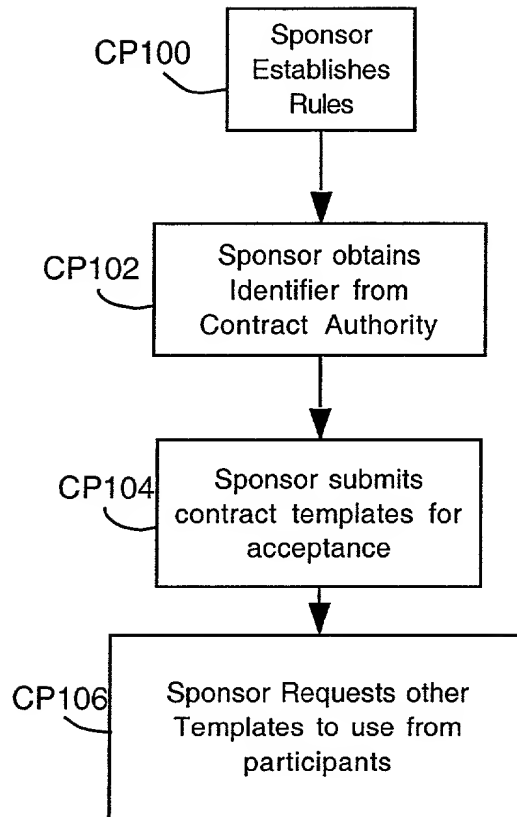 CP100
Sponsor
Establishes
Rules
CP102
Sponsor obtains
Identifier from
Contract Authority
CP104
Sponsor submits
contract templates for
acceptance
CP106
Sponsor Requests other
Templates to use from
participants